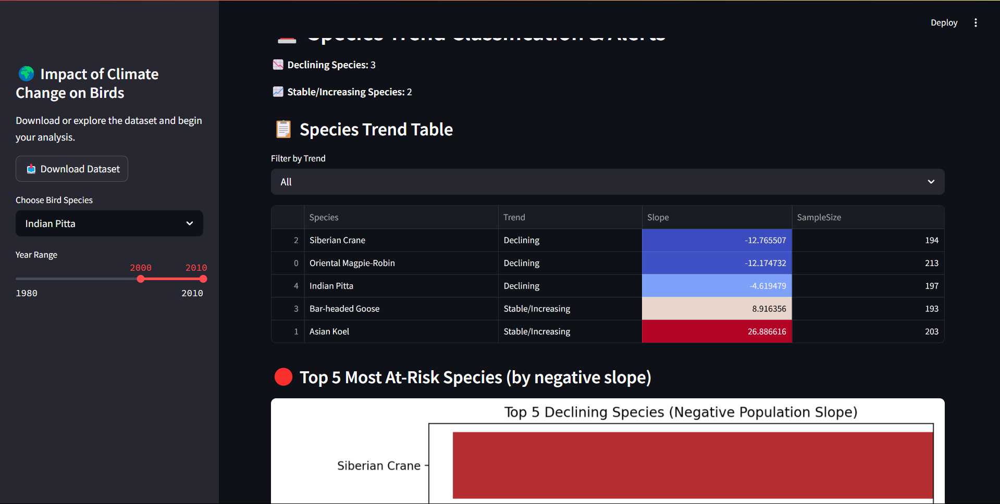 Deploy
Impact of Climate
Change on Birds
Download or explore the dataset and begin
your analysis.
Download Dataset
Choose Bird Species
Indian Pitta
Year Range
2000 2010
1980 2010
Species Trend Classification & Alerts
Declining Species: 3
Stable/Increasing Species: 2
Species Trend Table
Filter by Trend
All
Species Trend Slope SampleSize
2 Siberian Crane Declining -12.765507 194
0 Oriental Magpie-Robin Declining -12.174732 213
4 Indian Pitta Declining -4.619479 197
3 Bar-headed Goose Stable/Increasing 8.916356 193
1 Asian Koel Stable/Increasing 26.886616 203
Top 5 Most At-Risk Species (by negative slope)
Top 5 Declining Species (Negative Population Slope)
Siberian Crane